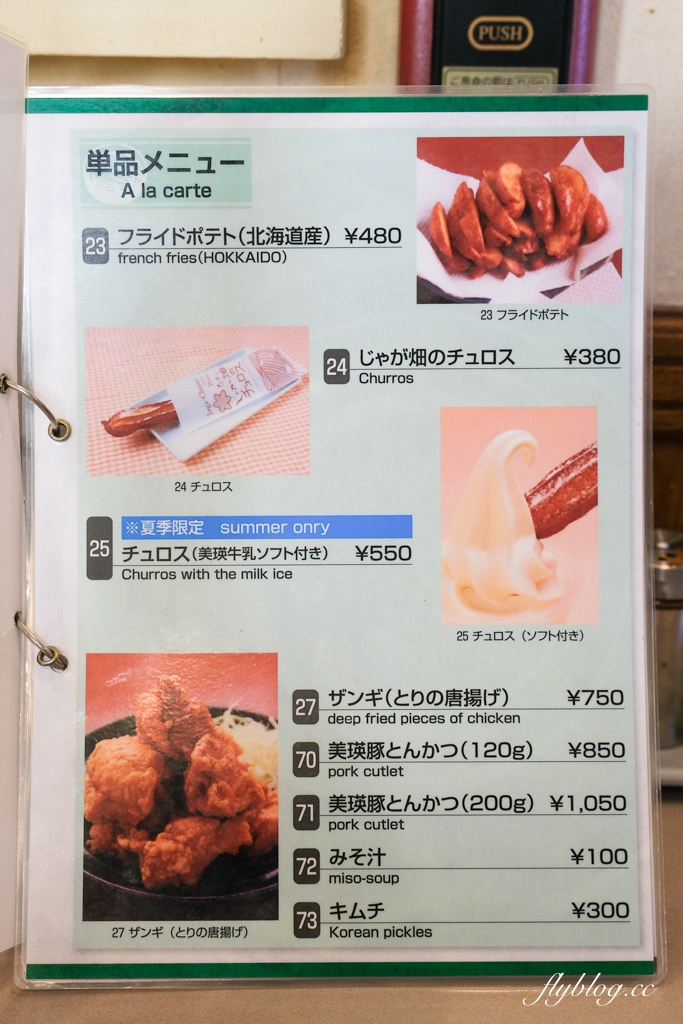 PUSH
単品メニュー
A la carte
23 フライドポテト(北海道産) ¥480
french fries(HOKKAIDO)
23 フライドポテト
24 じゃが畑のチュロス ¥380
Churros
24 チュロス
※夏季限定 summer onry
25 チュロス(美瑛牛乳ソフト付き) ¥550
Churros with the milk ice
25 チュロス (ソフト付き)
27 ザンギ(とりの唐揚げ) ¥750
deep fried pieces of chicken
70 美瑛豚とんかつ(120g) ¥850
pork cutlet
71 美瑛豚とんかつ(200g) ¥1,050
pork cutlet
72 みそ汁 ¥100
miso-soup
73 キムチ ¥300
Korean pickles
27 ザンギ (とりの唐揚げ)
flyblog.cc